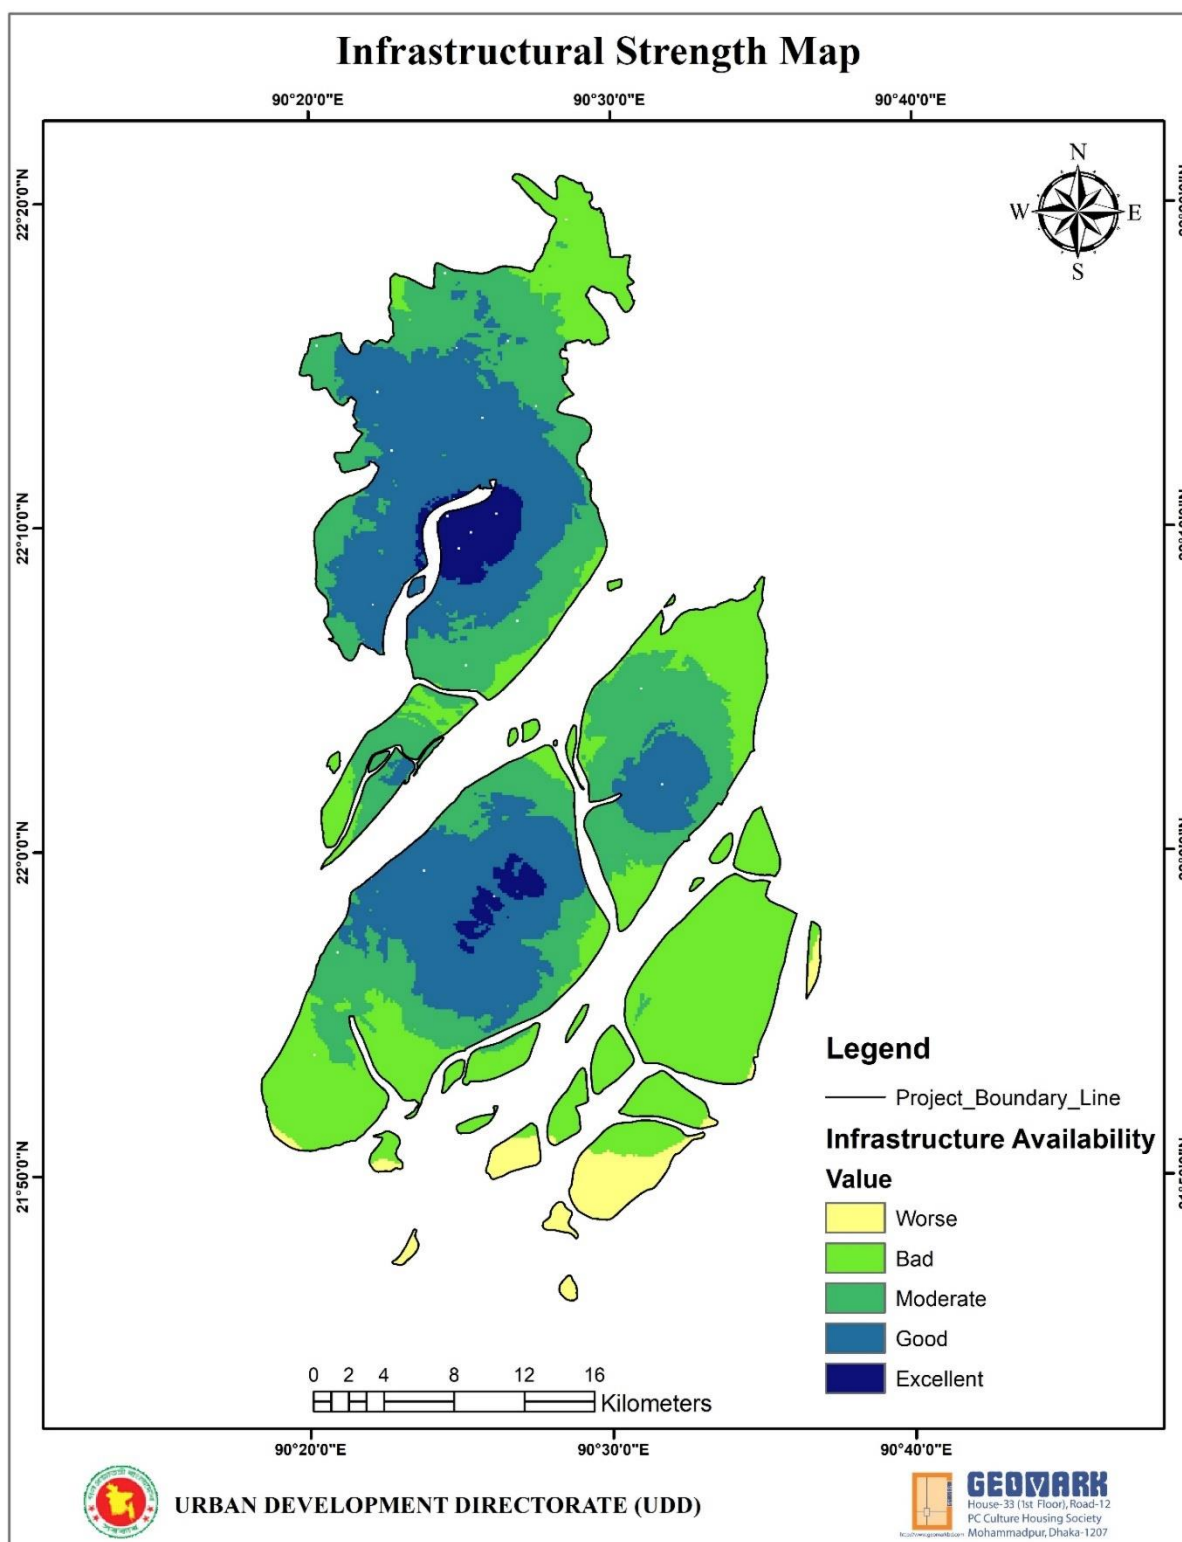 Infrastructural Strength Map
90°20'0"E
90°30'0"E
90°40'0"E
22°20'0"N
22°10'0"N
22°0'0"N
21°50'0"N
N
W
E
S
Legend
Project_Boundary_Line
Infrastructure Availability
Value
Worse
Bad
Moderate
Good
Excellent
0 2 4 8 12 16
Kilometers
90°20'0"E
90°30'0"E
90°40'0"E
URBAN DEVELOPMENT DIRECTORATE (UDD)
GEOMARK
House-33 (1st Floor), Road-12
PC Culture Housing Society
Mohammadpur, Dhaka-1207